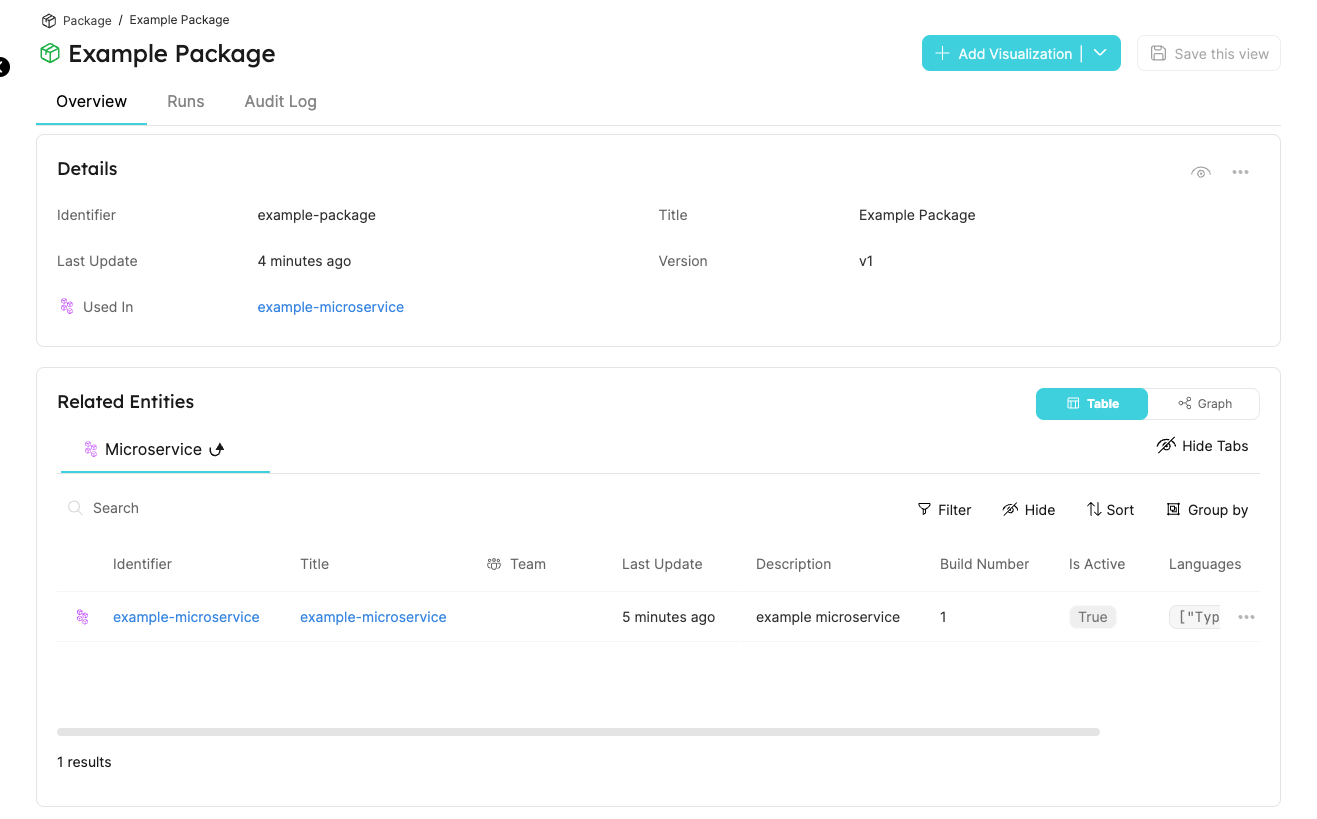 Package / Example Package
Example Package
Add Visualization |
Save this view
Overview Runs Audit Log
Details
Identifier example-package Title Example Package
Last Update 4 minutes ago Version v1
Used In example-microservice
Related Entities
Table Graph
Microservice
Hide Tabs
Search
Filter Hide Sort Group by
Identifier Title Team Last Update Description Build Number Is Active Languages
example-microservice example-microservice 5 minutes ago example microservice 1 True ["Typ
1 results